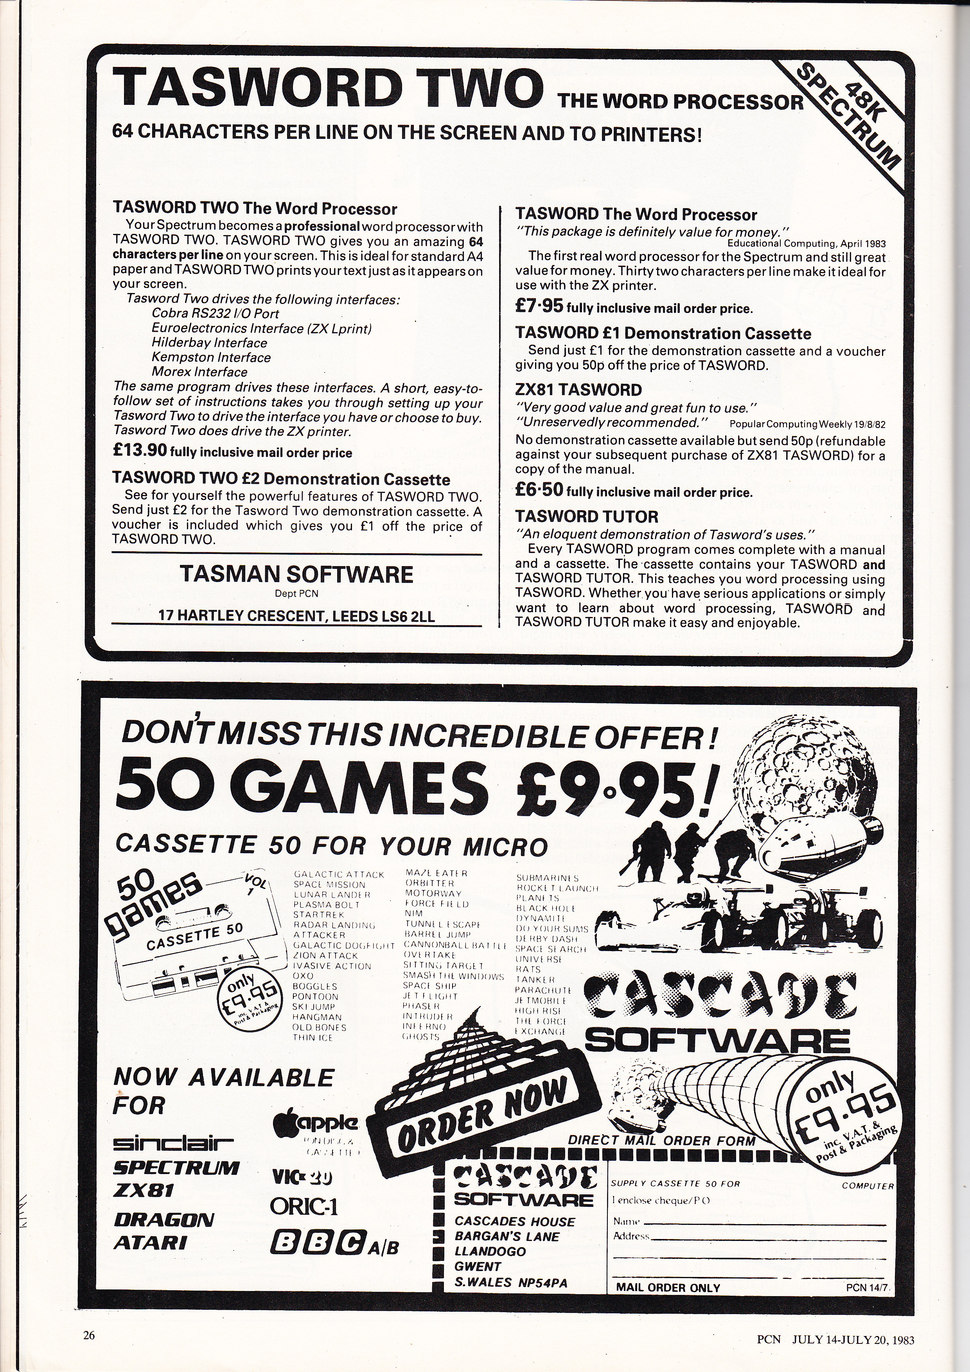 TASWORD TWO THE WORD PROCESSOR
48K
SPECTRUM
64 CHARACTERS PER LINE ON THE SCREEN AND TO PRINTERS!
TASWORD TWO The Word Processor
Your Spectrum becomes a professional word processor with
TASWORD TWO. TASWORD TWO gives you an amazing 64
characters per line on your screen. This is ideal for standard A4
paper and TASWORD TWO prints your text just as it appears on
your screen.
Tasword Two drives the following interfaces:
Cobra RS232 I/O Port
Euroelectronics Interface (ZX Lprint)
Hilderbay Interface
Kempston Interface
Morex Interface
The same program drives these interfaces. A short, easy-to-
follow set of instructions takes you through setting up your
Tasword Two to drive the interface you have or choose to buy.
Tasword Two does drive the ZX printer.
£13.90 fully inclusive mail order price
TASWORD TWO £2 Demonstration Cassette
See for yourself the powerful features of TASWORD TWO.
Send just £2 for the Tasword Two demonstration cassette. A
voucher is included which gives you £1 off the price of
TASWORD TWO.
TASMAN SOFTWARE
Dept PCN
17 HARTLEY CRESCENT, LEEDS LS6 2LL
TASWORD The Word Processor
"This package is definitely value for money."
Educational Computing, April 1983
The first real word processor for the Spectrum and still great
value for money. Thirty two characters per line make it ideal for
use with the ZX printer.
£7·95 fully inclusive mail order price.
TASWORD £1 Demonstration Cassette
Send just £1 for the demonstration cassette and a voucher
giving you 50p off the price of TASWORD.
ZX81 TASWORD
"Very good value and great fun to use."
"Unreservedly recommended." Popular Computing Weekly 19/8/82
No demonstration cassette available but send 50p (refundable
against your subsequent purchase of ZX81 TASWORD) for a
copy of the manual.
£6·50 fully inclusive mail order price.
TASWORD TUTOR
"An eloquent demonstration of Tasword's uses."
Every TASWORD program comes complete with a manual
and a cassette. The cassette contains your TASWORD and
TASWORD TUTOR. This teaches you word processing using
TASWORD. Whether you have serious applications or simply
want to learn about word processing, TASWORD and
TASWORD TUTOR make it easy and enjoyable.
DON'T MISS THIS INCREDIBLE OFFER!
50 GAMES £9·95!
CASSETTE 50 FOR YOUR MICRO
50
games
VOL
1
CASSETTE 50
only
£9·95
inc. V.A.T. &
Post & Packaging
GALACTIC ATTACK
SPACE MISSION
LUNAR LANDER
PLASMA BOLT
STARTREK
RADAR LANDING
ATTACKER
GALACTIC DOGFIGHT
ZION ATTACK
IVASIVE ACTION
OXO
BOGGLES
PONTOON
SKI JUMP
HANGMAN
OLD BONES
THIN ICE
MAZE EATER
ORBITTER
MOTORWAY
FORCE FIELD
NIM
TUNNEL ESCAPE
BARREL JUMP
CANNONBALL BATTLE
OVERTAKE
SITTING TARGET
SMASH THE WINDOWS
SPACE SHIP
JET FLIGHT
PHASER
INTRUDER
INFERNO
GHOSTS
SUBMARINES
ROCKET LAUNCH
PLANETS
BLACK HOLE
DYNAMITE
DO YOUR SUMS
DERBY DASH
SPACE SEARCH
UNIVERSE
RATS
TANKER
PARACHUTE
JETMOBILE
HIGH RISE
THE FORCE
EXCHANGE
CASCADE
SOFTWARE
NOW AVAILABLE
FOR
sinclair
SPECTRUM
ZX81
DRAGON
ATARI
apple
VIC 20
ORIC-1
BBC A/B
ORDER NOW
only
£9·95
inc. V.A.T. &
Post & Packaging
DIRECT MAIL ORDER FORM
CASCADE
SOFTWARE
CASCADES HOUSE
BARGAN'S LANE
LLANDOGO
GWENT
S.WALES NP54PA
SUPPLY CASSETTE 50 FOR COMPUTER
I enclose cheque/P.O
Name
Address
MAIL ORDER ONLY PCN 14/7
26
PCN JULY 14-JULY 20, 1983